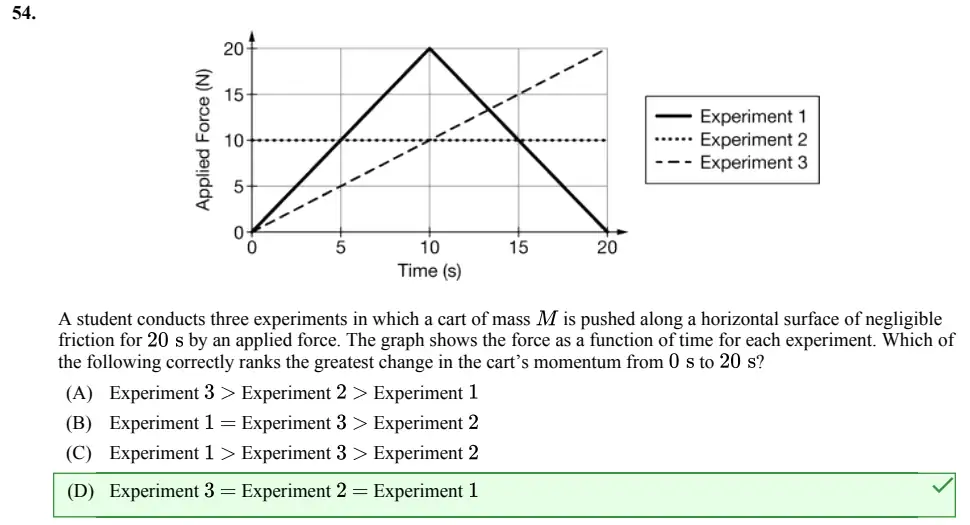 54.
20
15
10
5
0
Applied Force (N)
0 5 10 15 20
Time (s)
Experiment 1
Experiment 2
Experiment 3
A student conducts three experiments in which a cart of mass M is pushed along a horizontal surface of negligible
friction for 20 s by an applied force. The graph shows the force as a function of time for each experiment. Which of
the following correctly ranks the greatest change in the cart's momentum from 0 s to 20 s?
(A) Experiment 3 > Experiment 2 > Experiment 1
(B) Experiment 1 = Experiment 3 > Experiment 2
(C) Experiment 1 > Experiment 3 > Experiment 2
(D) Experiment 3 = Experiment 2 = Experiment 1